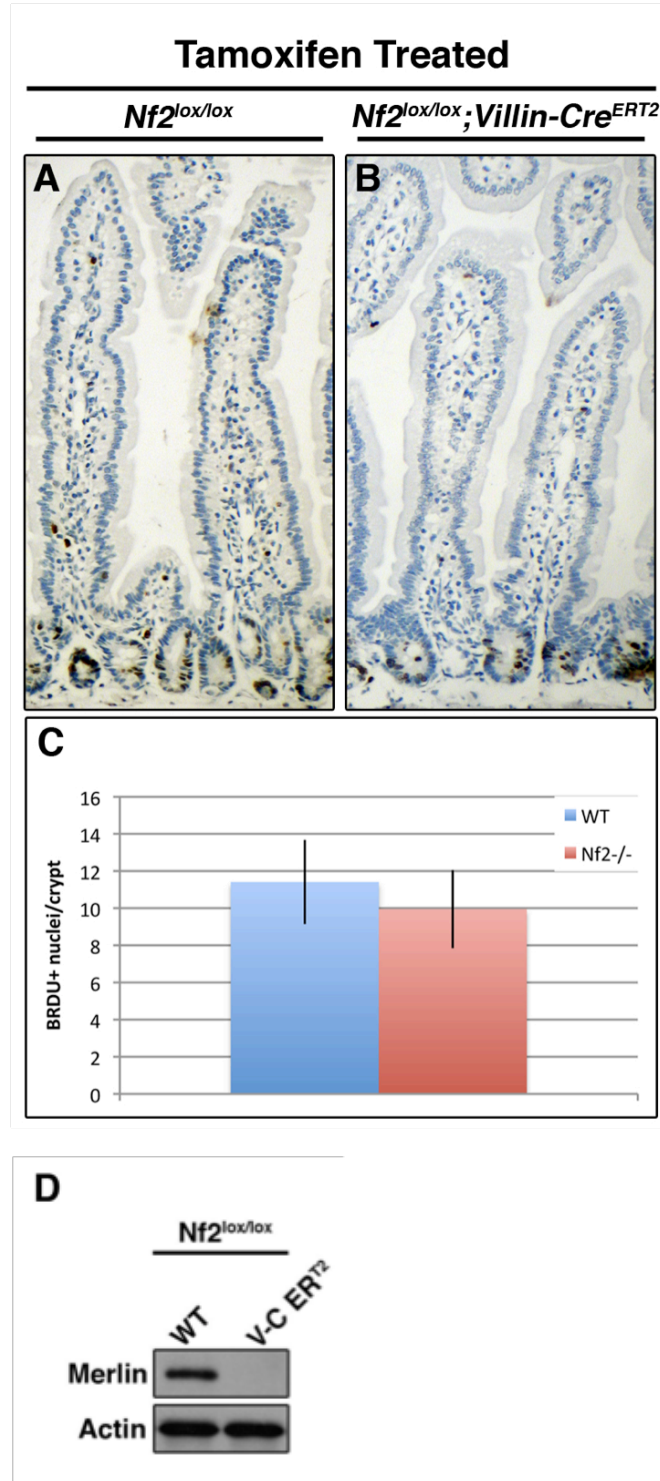 Tamoxifen Treated
Nf2lox/lox
Nf2lox/lox;Villin-CreERT2
A
B
C
16
14
12
10
8
6
4
2
0
BRDU+ nuclei/crypt
WT
Nf2-/-
D
Nf2lox/lox
WT
V-C ERT2
Merlin
Actin